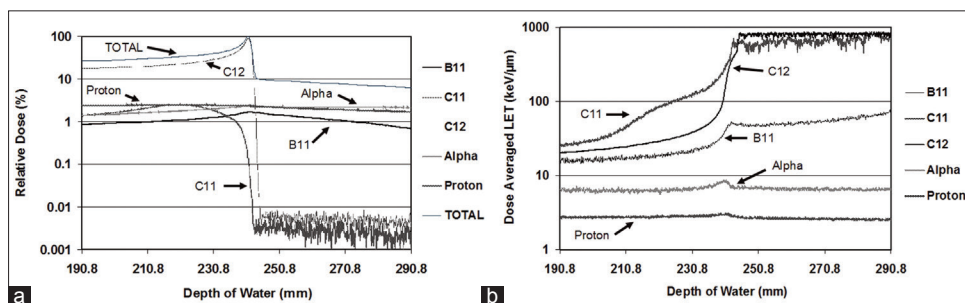 100
10
1
0.1
0.01
0.001
Relative Dose (%)
TOTAL
C12
Proton
Alpha
B11
C11
190.8 210.8 230.8 250.8 270.8 290.8
Depth of Water (mm)
B11
C11
C12
Alpha
Proton
TOTAL
a
1000
100
10
1
Dose Averaged LET (keV/µm)
C12
C11
B11
Alpha
Proton
190.8 210.8 230.8 250.8 270.8 290.8
Depth of Water (mm)
B11
C11
C12
Alpha
Proton
b